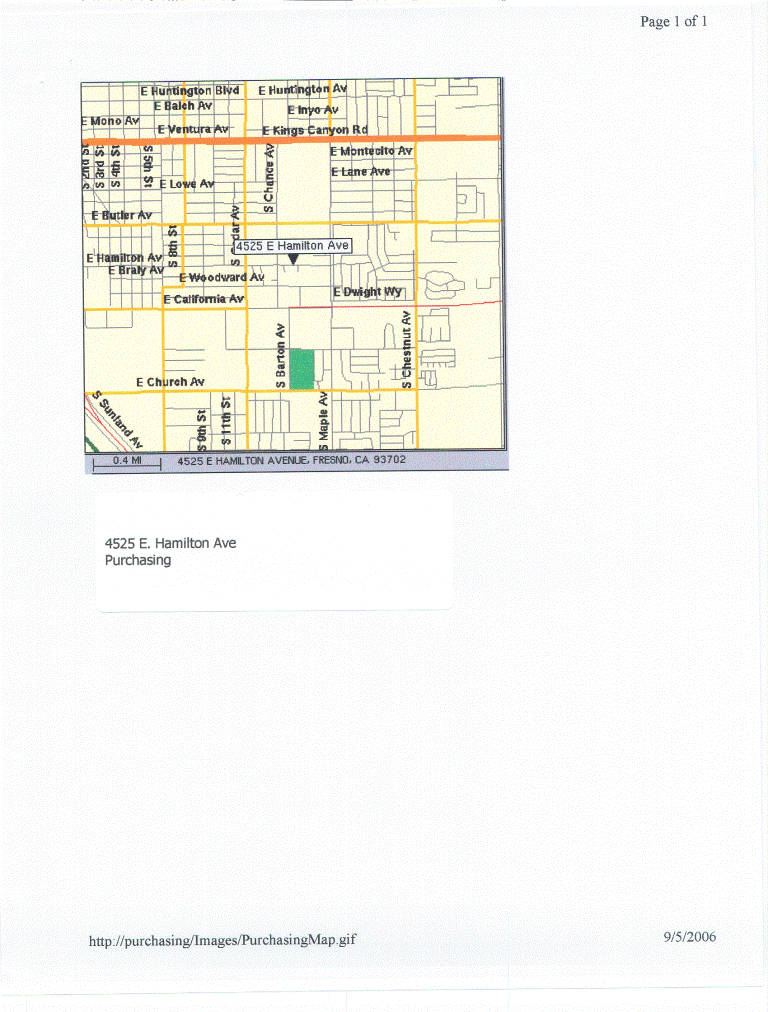 Page 1 of 1
E Huntington Blvd
E Huntington Av
E Balch Av
E Inyo Av
E Mono Av
E Ventura Av
E Kings Canyon Rd
S 2nd St
S 3rd St
S 4th St
S 5th St
E Montecito Av
S Chance Av
E Lane Ave
E Lowe Av
E Butler Av
S 8th St
4525 E Hamilton Ave
E Hamilton Av
E Braly Av
E Woodward Av
E Dwight Wy
E California Av
S Barton Av
S Chestnut Av
E Church Av
S Sunland Av
S 9th St
S 11th St
S Maple Av
0.4 MI
4525 E HAMILTON AVENUE, FRESNO, CA 93702
4525 E. Hamilton Ave
Purchasing
http://purchasing/Images/PurchasingMap.gif
9/5/2006